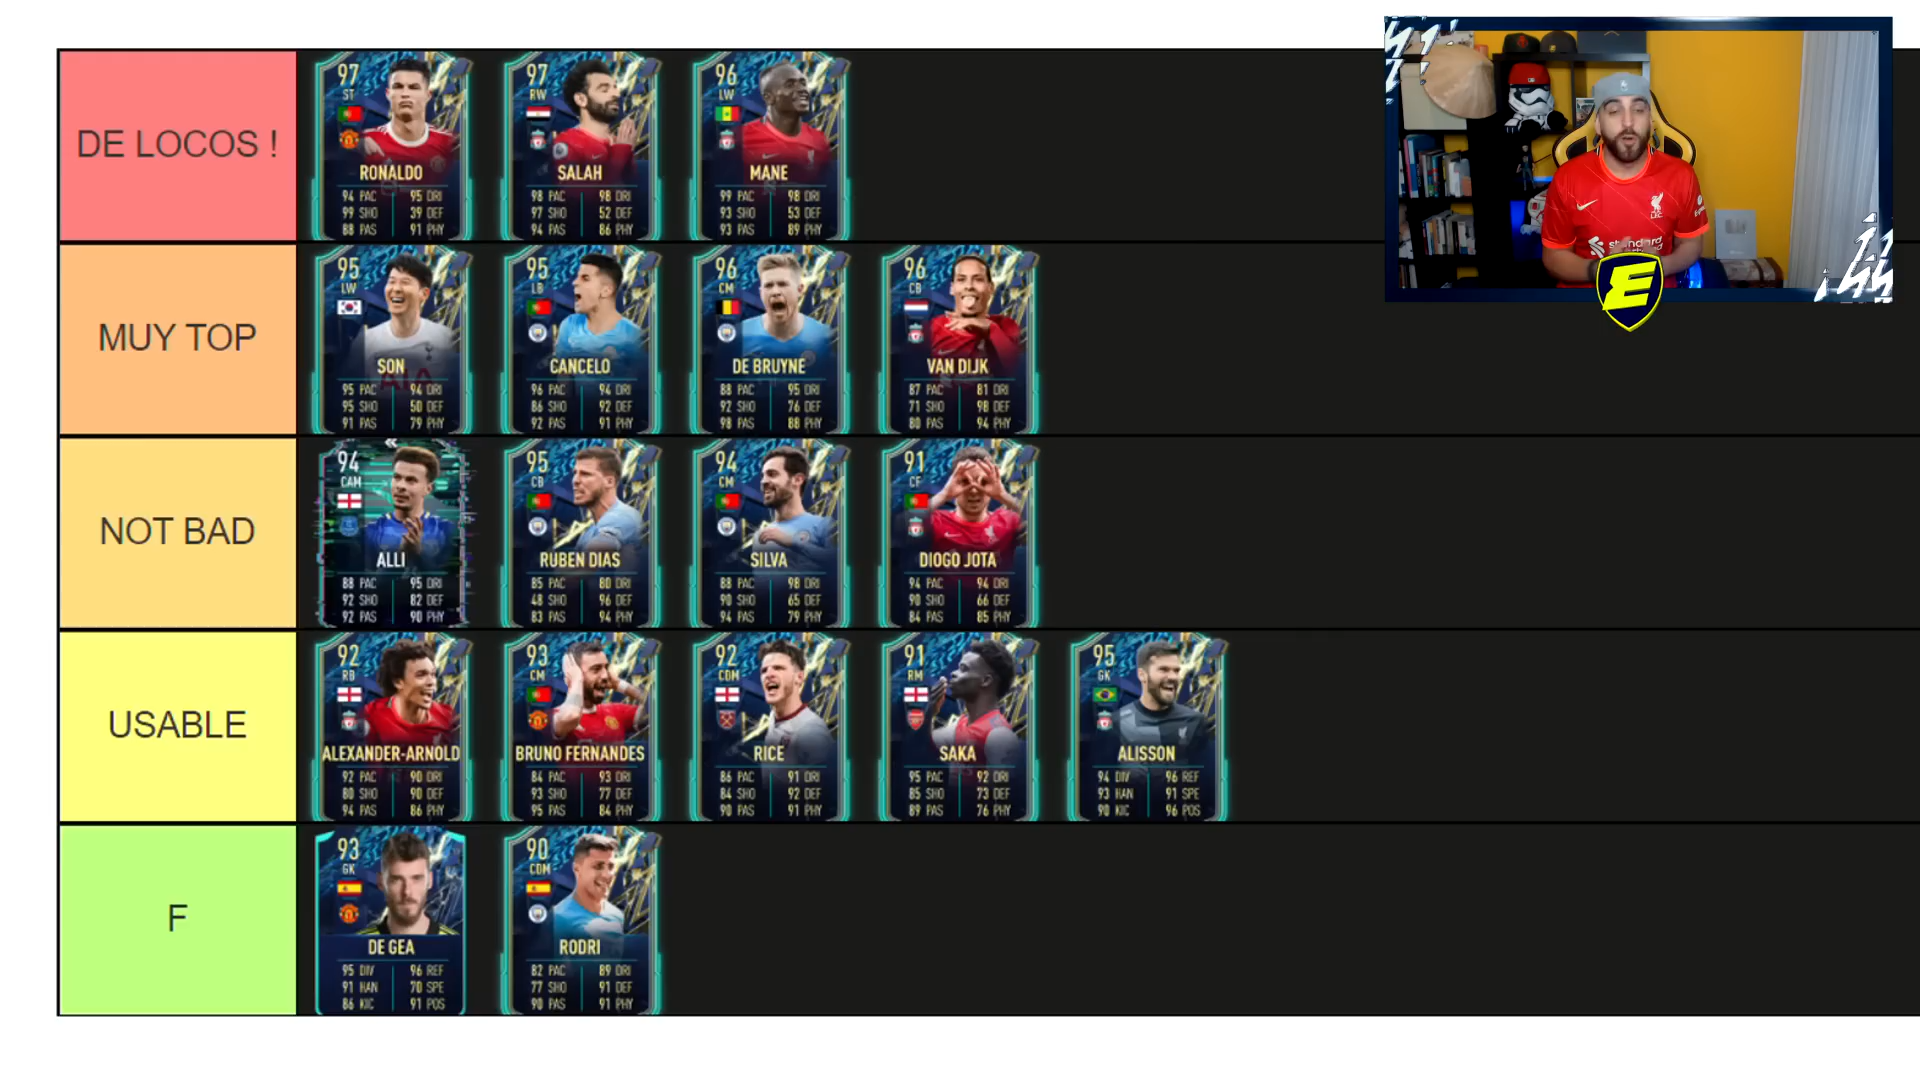 DE LOCOS !
97
ST
RONALDO
94 PAC 95 DRI
99 SHO 39 DEF
88 PAS 91 PHY
97
RW
SALAH
98 PAC 98 DRI
97 SHO 52 DEF
94 PAS 86 PHY
96
LW
MANE
99 PAC 98 DRI
93 SHO 53 DEF
93 PAS 89 PHY
MUY TOP
95
LW
SON
95 PAC 94 DRI
95 SHO 50 DEF
91 PAS 79 PHY
95
LB
CANCELO
96 PAC 94 DRI
86 SHO 92 DEF
92 PAS 91 PHY
96
CM
DE BRUYNE
88 PAC 95 DRI
92 SHO 76 DEF
98 PAS 88 PHY
96
CB
VAN DIJK
87 PAC 81 DRI
71 SHO 98 DEF
80 PAS 94 PHY
NOT BAD
94
CAM
ALLI
88 PAC 95 DRI
92 SHO 82 DEF
92 PAS 90 PHY
95
CB
RUBEN DIAS
85 PAC 80 DRI
48 SHO 96 DEF
83 PAS 94 PHY
94
CM
SILVA
88 PAC 98 DRI
90 SHO 65 DEF
94 PAS 79 PHY
91
CF
DIOGO JOTA
94 PAC 94 DRI
90 SHO 66 DEF
84 PAS 85 PHY
USABLE
92
RB
ALEXANDER-ARNOLD
92 PAC 90 DRI
80 SHO 90 DEF
94 PAS 86 PHY
93
CM
BRUNO FERNANDES
84 PAC 93 DRI
93 SHO 77 DEF
95 PAS 84 PHY
92
CDM
RICE
86 PAC 91 DRI
84 SHO 92 DEF
90 PAS 91 PHY
91
RM
SAKA
95 PAC 92 DRI
85 SHO 73 DEF
89 PAS 76 PHY
95
GK
ALISSON
94 DIV 96 REF
93 HAN 91 SPE
90 KIC 96 POS
F
93
GK
DE GEA
95 DIV 96 REF
91 HAN 70 SPE
86 KIC 91 POS
90
CDM
RODRI
82 PAC 89 DRI
77 SHO 91 DEF
90 PAS 91 PHY
E